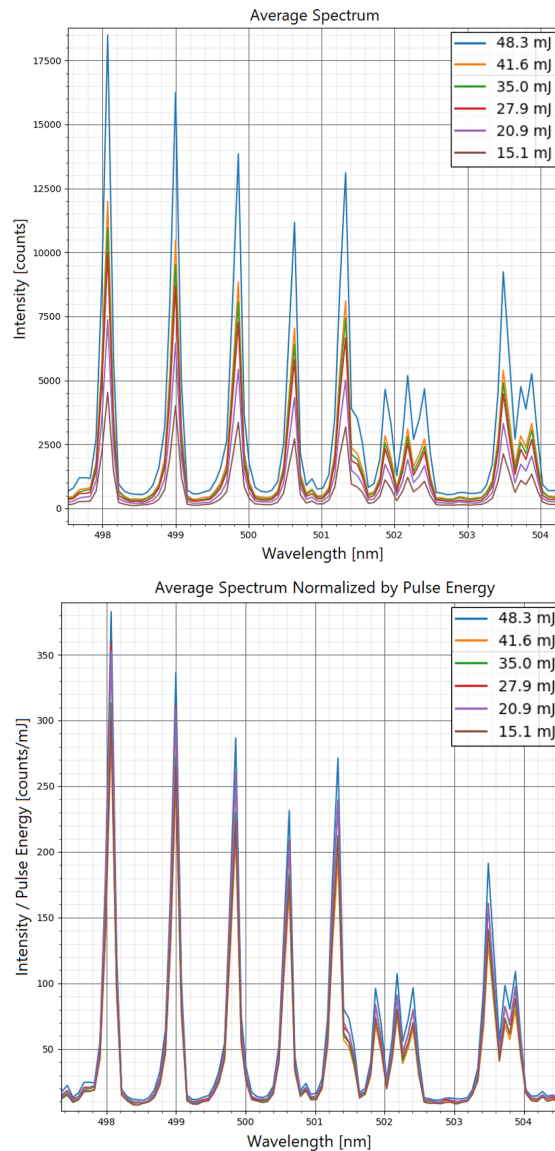 Average Spectrum
48.3 mJ
41.6 mJ
35.0 mJ
27.9 mJ
20.9 mJ
15.1 mJ
17500
15000
12500
10000
7500
5000
2500
0
Intensity [counts]
498 499 500 501 502 503 504
Wavelength [nm]
Average Spectrum Normalized by Pulse Energy
48.3 mJ
41.6 mJ
35.0 mJ
27.9 mJ
20.9 mJ
15.1 mJ
350
300
250
200
150
100
50
Intensity / Pulse Energy [counts/mJ]
498 499 500 501 502 503 504
Wavelength [nm]